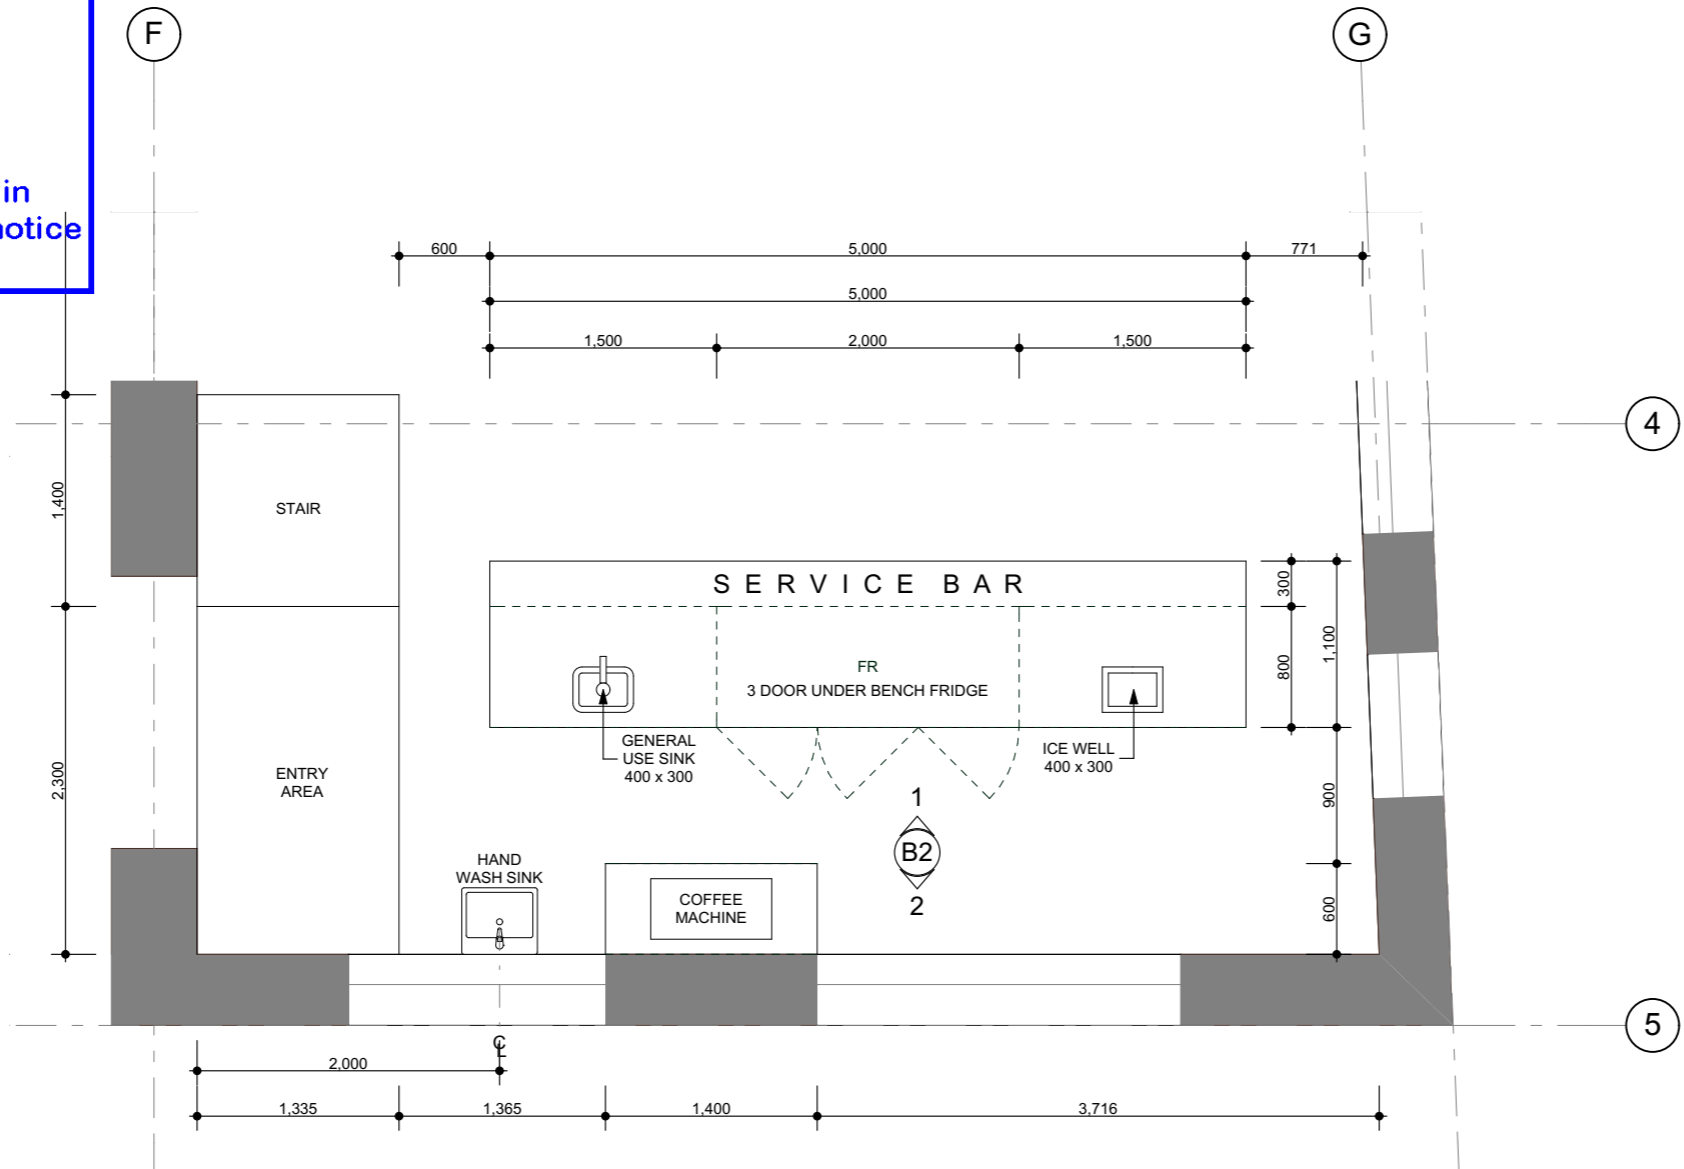 F
G
in
notice
600
5,000
771
5,000
1,500
2,000
1,500
4
1,400
STAIR
SERVICE BAR
300
1,100
800
FR
3 DOOR UNDER BENCH FRIDGE
GENERAL
USE SINK
400 x 300
ICE WELL
400 x 300
2,300
ENTRY
AREA
900
1
B2
2
HAND
WASH SINK
COFFEE
MACHINE
600
5
CL
2,000
1,335
1,365
1,400
3,716